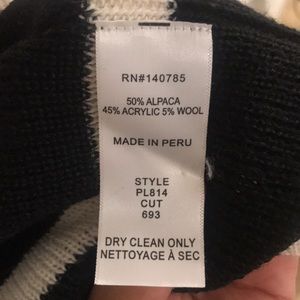 RN#140785
50% ALPACA
45% ACRYLIC 5% WOOL
MADE IN PERU
STYLE
PL814
CUT
693
DRY CLEAN ONLY
NETTOYAGE À SEC